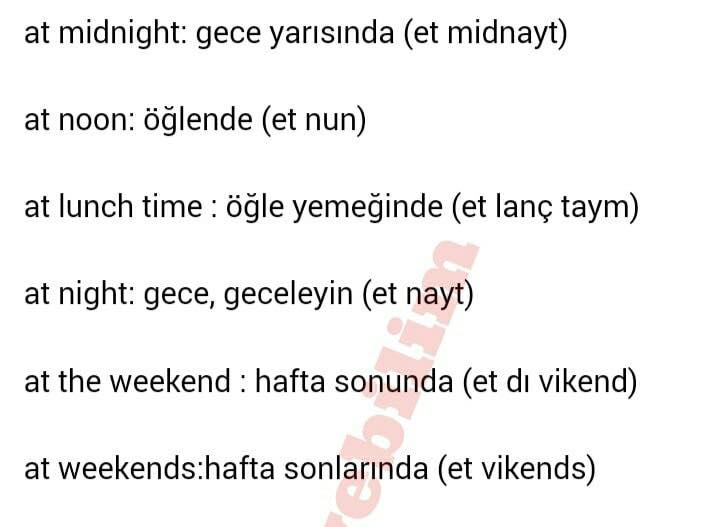 at midnight: gece yarısında (et midnayt)
at noon: öğlende (et nun)
at lunch time : öğle yemeğinde (et lanç taym)
at night: gece, geceleyin (et nayt)
at the weekend : hafta sonunda (et dı vikend)
at weekends:hafta sonlarında (et vikends)